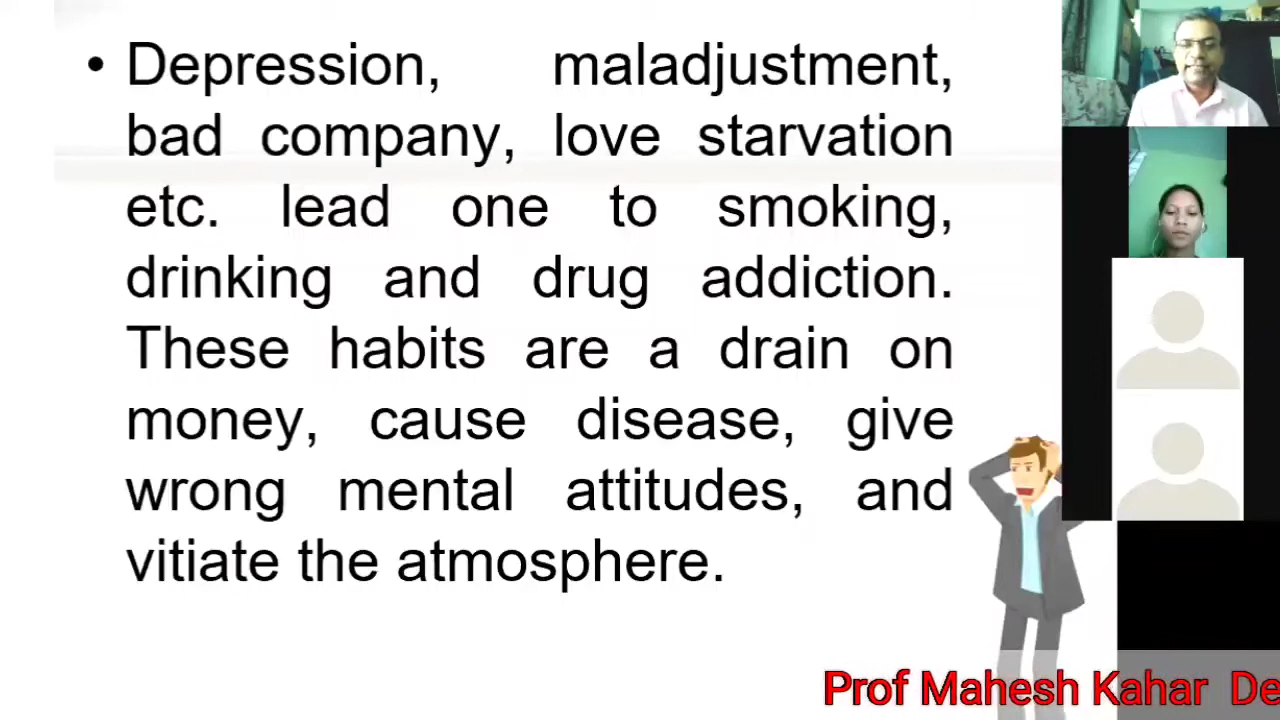 • Depression, maladjustment,
bad company, love starvation
etc. lead one to smoking,
drinking and drug addiction.
These habits are a drain on
money, cause disease, give
wrong mental attitudes, and
vitiate the atmosphere.
Prof Mahesh Kahar De